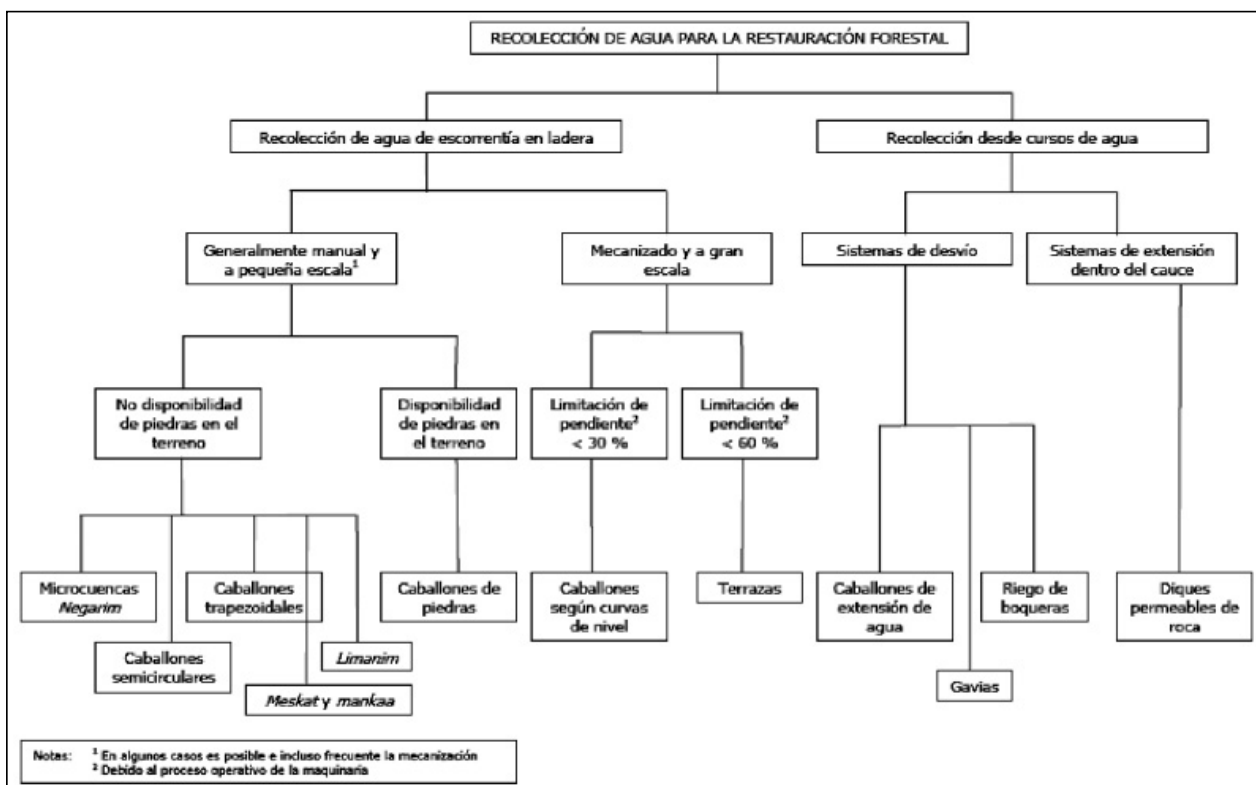 RECOLECCIÓN DE AGUA PARA LA RESTAURACIÓN FORESTAL
Recolección de agua de escorrentía en ladera
Recolección desde cursos de agua
Generalmente manual y
a pequeña escala¹
Mecanizado y a gran
escala
Sistemas de desvío
Sistemas de extensión
dentro del cauce
No disponibilidad
de piedras en el
terreno
Disponibilidad
de piedras en el
terreno
Limitación de
pendiente²
< 30 %
Limitación de
pendiente²
< 60 %
Microcuencas
Negarim
Caballones
trapezoidales
Caballones de
piedras
Caballones
según curvas
de nivel
Terrazas
Caballones de
extensión de
agua
Riego de
boqueras
Diques
permeables de
roca
Caballones
semicirculares
Limanim
Meskat y mankaa
Gavias
Notas: ¹ En algunos casos es posible e incluso frecuente la mecanización
² Debido al proceso operativo de la maquinaria